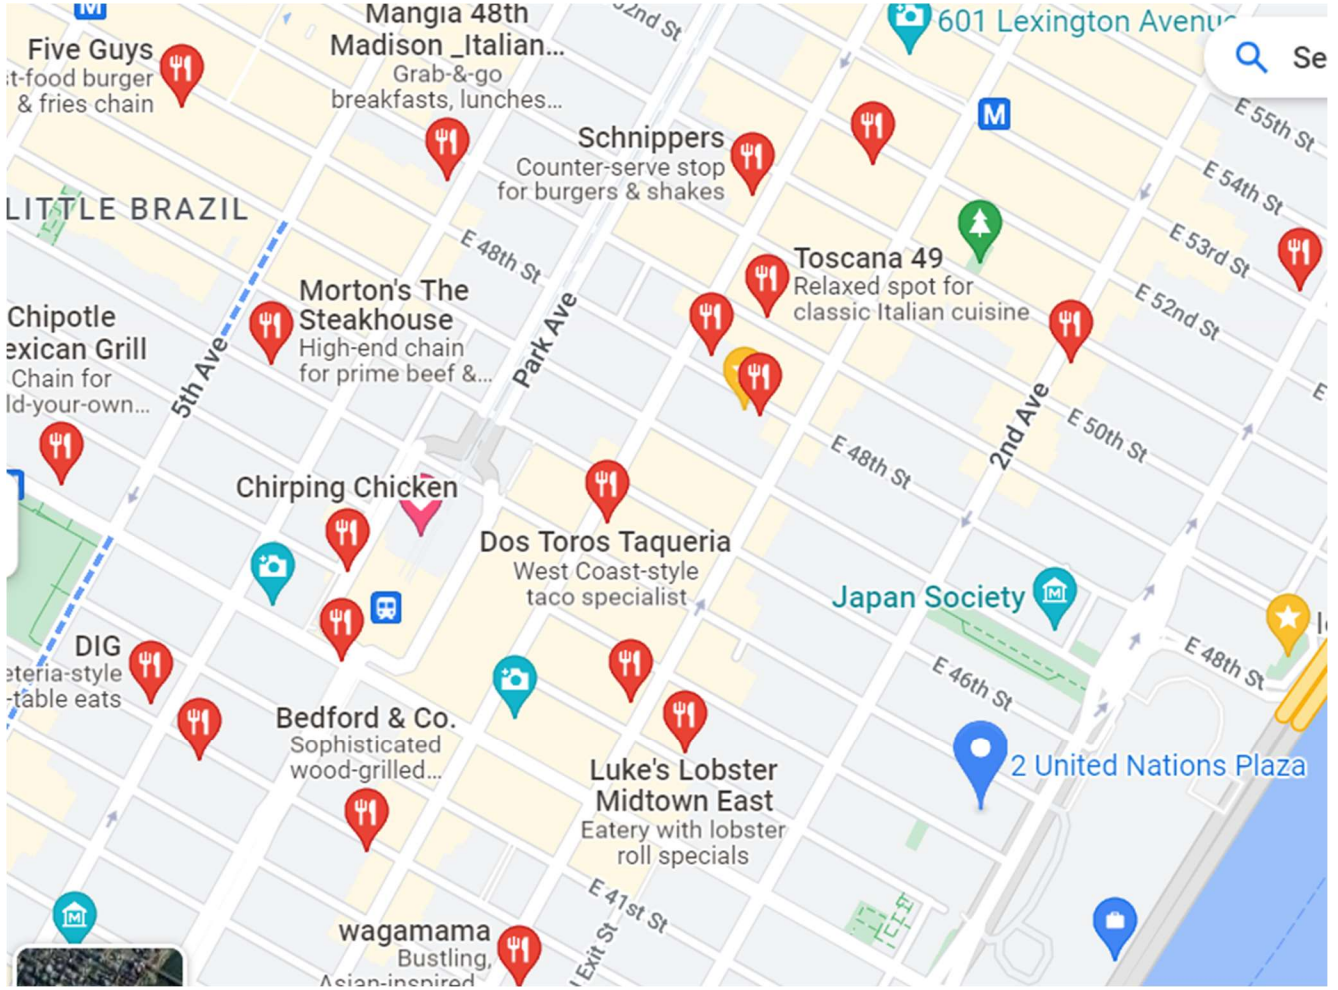 M
Mangia 48th
Madison _Italian...
Grab-&-go
breakfasts, lunches...
52nd St
601 Lexington Avenue
Se
Five Guys
st-food burger
& fries chain
M
E 55th St
Schnippers
Counter-serve stop
for burgers & shakes
E 54th St
LITTLE BRAZIL
E 48th St
E 53rd St
Toscana 49
Relaxed spot for
classic Italian cuisine
E 52nd St
Morton's The
Steakhouse
High-end chain
for prime beef &...
Chipotle
exican Grill
Chain for
ld-your-own...
5th Ave
Park Ave
2nd Ave
E 50th St
E 48th St
Chirping Chicken
Dos Toros Taqueria
West Coast-style
taco specialist
Japan Society
E 48th St
E 46th St
DIG
eteria-style
-table eats
Bedford & Co.
Sophisticated
wood-grilled...
2 United Nations Plaza
Luke's Lobster
Midtown East
Eatery with lobster
roll specials
E 41st St
Exit St
wagamama
Bustling,
Asian-inspired